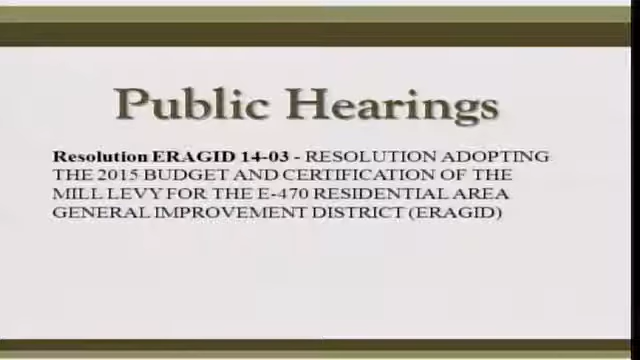 Public Hearings
Resolution ERAGID 14-03 - RESOLUTION ADOPTING
THE 2015 BUDGET AND CERTIFICATION OF THE
MILL LEVY FOR THE E-470 RESIDENTIAL AREA
GENERAL IMPROVEMENT DISTRICT (ERAGID)